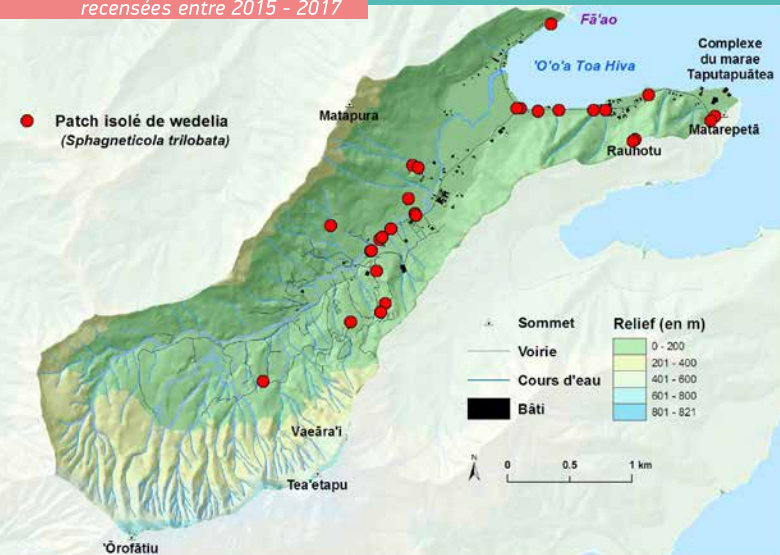 recensées entre 2015 - 2017
Fā'ao
'O'o'a Toa Hiva
Complexe
du marae
Taputapuātea
Patch isolé de wedelia
(Sphagneticola trilobata)
Matapura
Matarepetā
Rauhotu
Sommet
Voirie
Cours d'eau
Bâti
Relief (en m)
0 - 200
201 - 400
401 - 600
601 - 800
801 - 821
Vaeāra'i
N
0 0.5 1 km
Tea'etapu
'Ōrofātiu